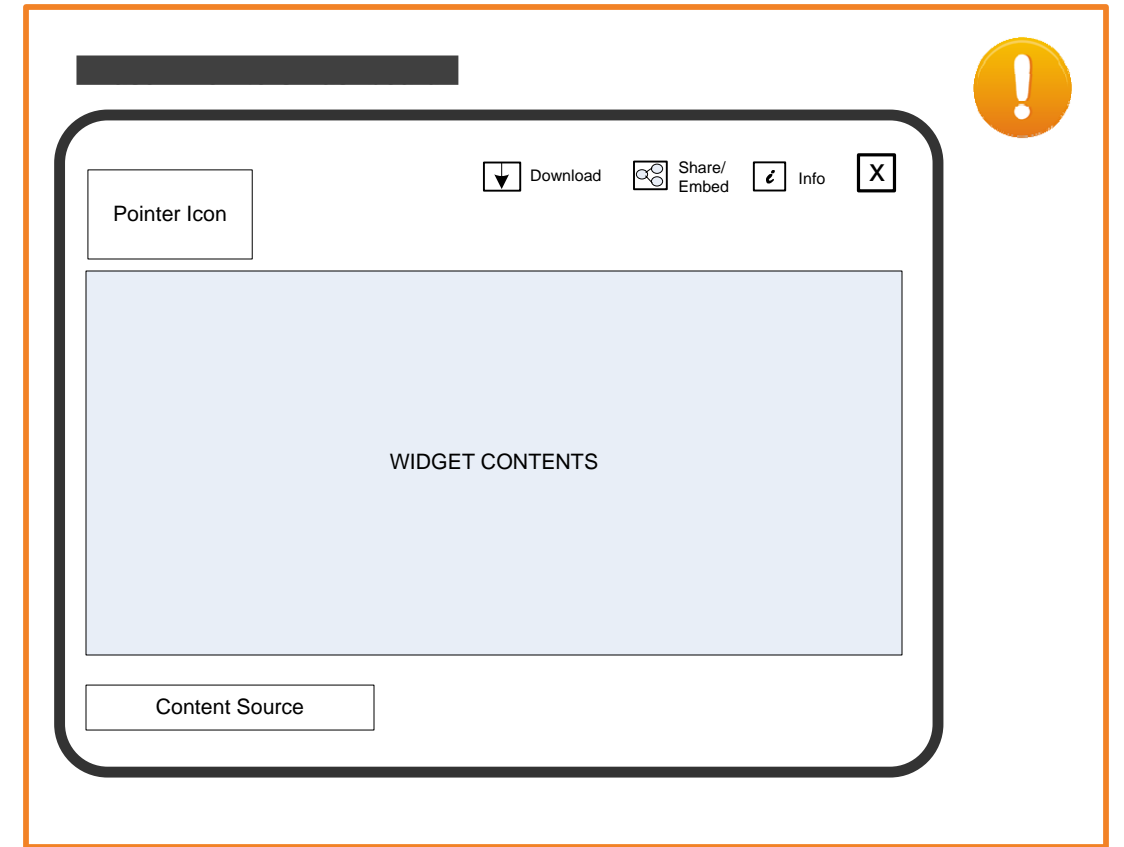 Pointer Icon
Download
Share/
Embed
i
Info
X
WIDGET CONTENTS
Content Source